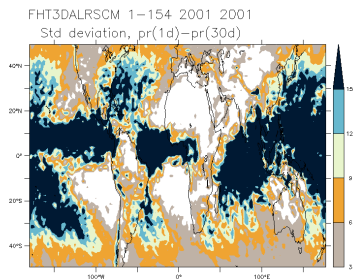 FHT3DALRSCM 1-154 2001 2001
Std deviation, pr(1d)-pr(30d)
40°N
20°N
0°
20°S
40°S
100°W
0°
100°E
15
12
9
6
3